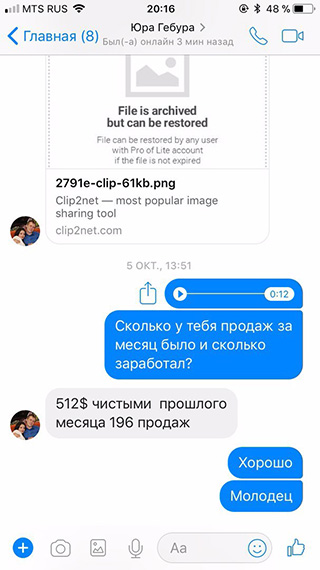 MTS RUS 20:16 48 %
Главная (8) Юра Гебура >
Был(-а) онлайн 3 мин назад
File is archived
but can be restored
File can be restored by any user
with Pro of Lite account
if the file is not expired
2791e-clip-61kb.png
Clip2net — most popular image
sharing tool
clip2net.com
5 ОКТ., 13:51
0:12
Сколько у тебя продаж за
месяц было и сколько
заработал?
512$ чистыми прошлого
месяца 196 продаж
Хорошо
Молодец
Aa